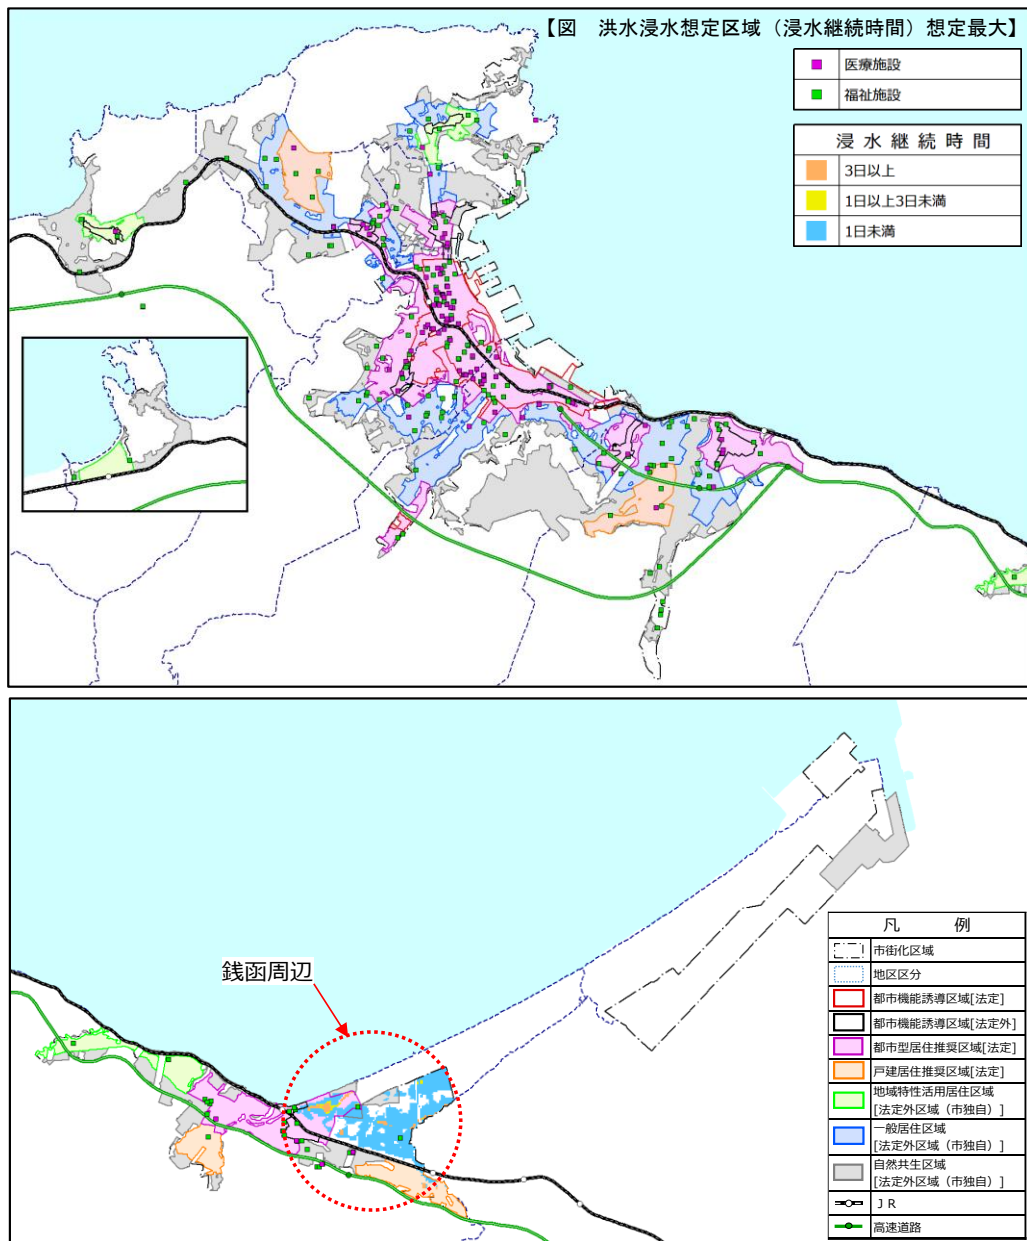 【図 洪水浸水想定区域（浸水継続時間）想定最大】
医療施設
福祉施設
浸水継続時間
3日以上
1日以上3日未満
1日未満
銭函周辺
凡 例
市街化区域
地区区分
都市機能誘導区域[法定]
都市機能誘導区域[法定外]
都市型居住推奨区域[法定]
戸建居住推奨区域[法定]
地域特性活用居住区域
[法定外区域（市独自）]
一般居住区域
[法定外区域（市独自）]
自然共生区域
[法定外区域（市独自）]
ＪＲ
高速道路